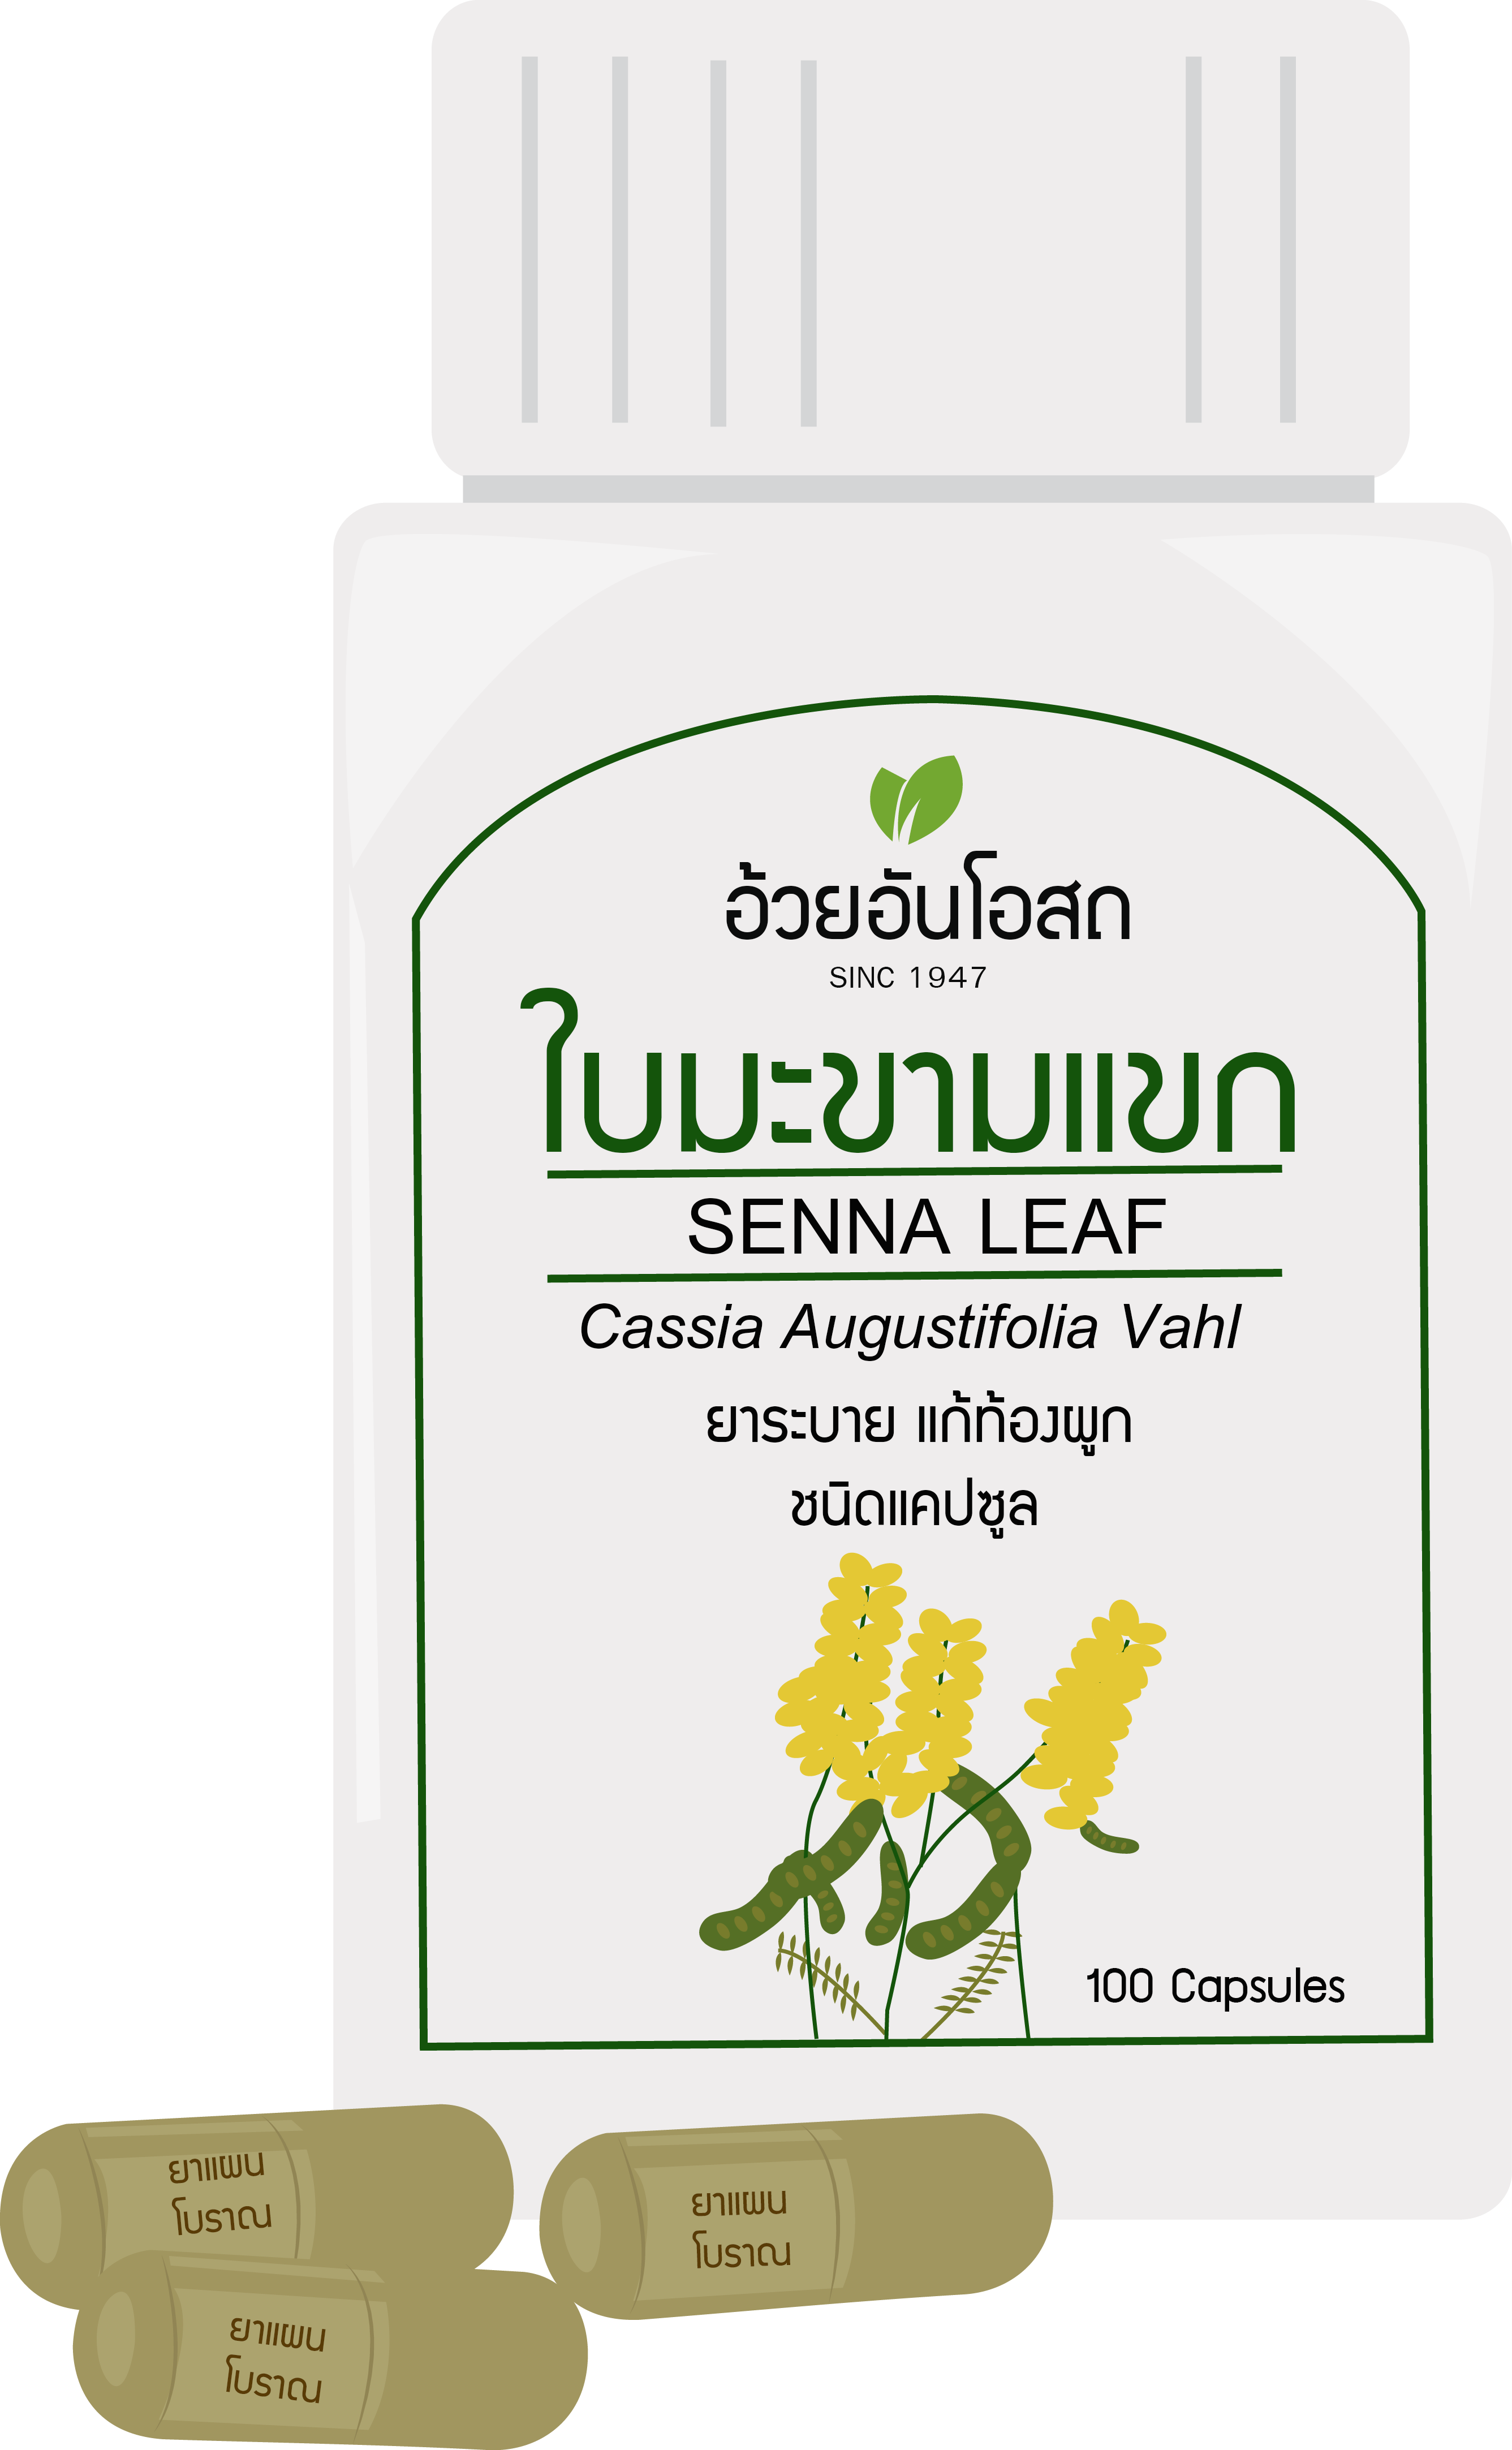 อ้วยอันโอสถ
SINC 1947
ใบมะขามแขก
SENNA LEAF
Cassia Augustifolia Vahl
ยาระบาย แก้ท้องผูก
ชนิดแคปซูล
100 Capsules
ยาแผน
โบราณ
ยาแผน
โบราณ
ยาแผน
โบราณ